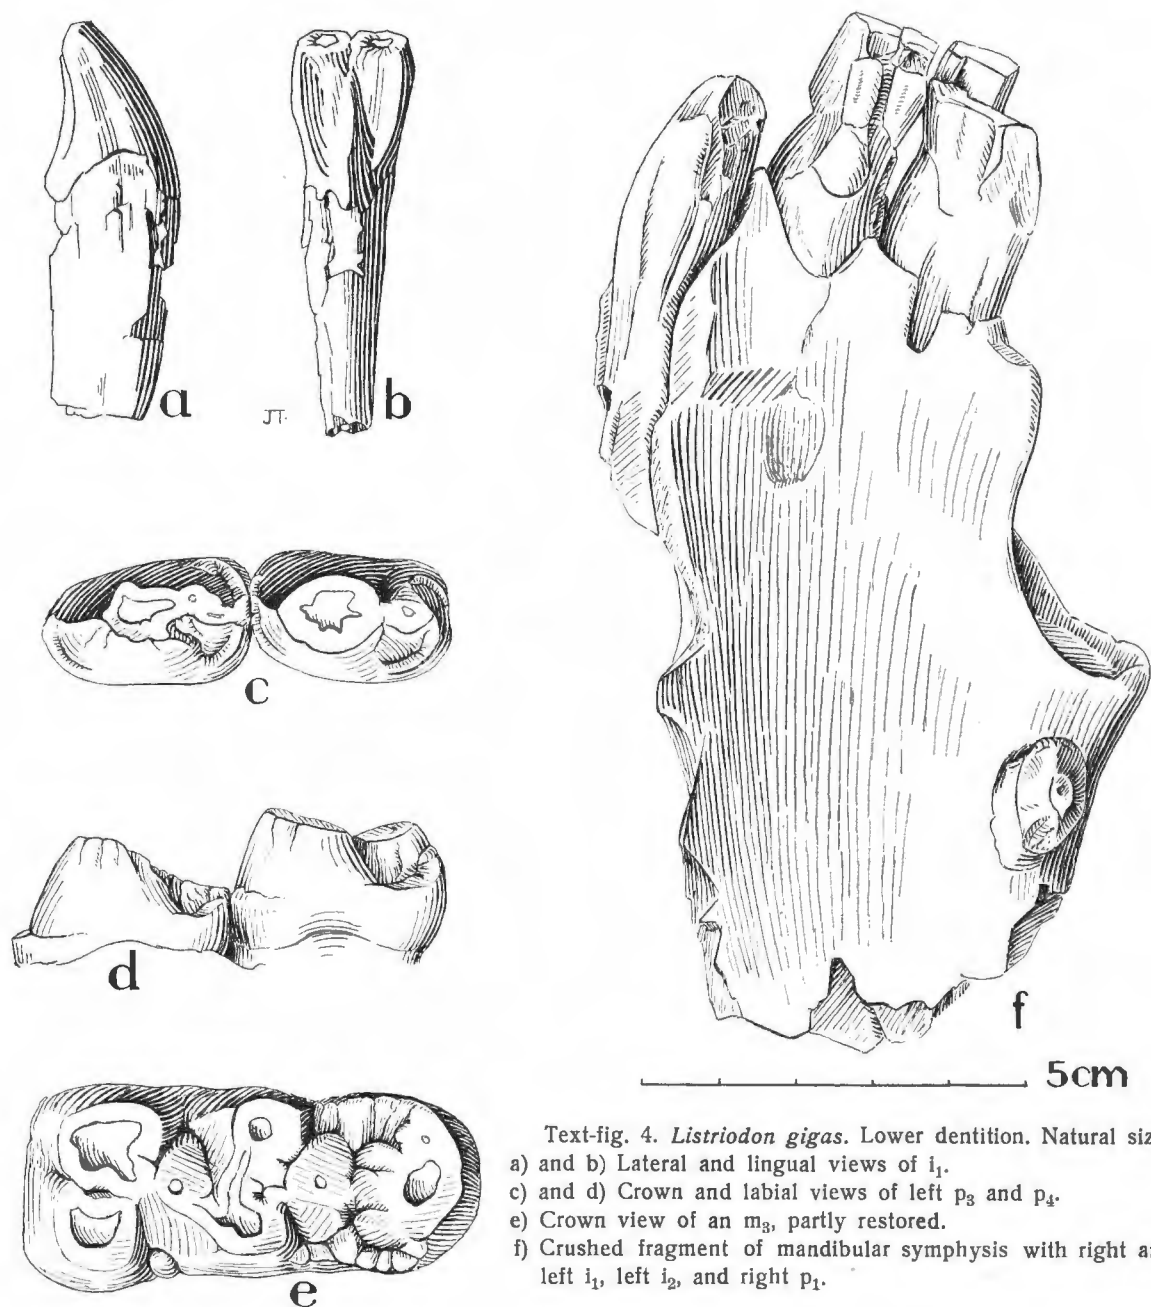 a
b
JT.
c
d
e
f
5cm
Text-fig. 4. Listriodon gigas. Lower dentition. Natural siz
a) and b) Lateral and lingual views of i₁.
c) and d) Crown and labial views of left p₃ and p₄.
e) Crown view of an m₃, partly restored.
f) Crushed fragment of mandibular symphysis with right a
left i₁, left i₂, and right p₁.